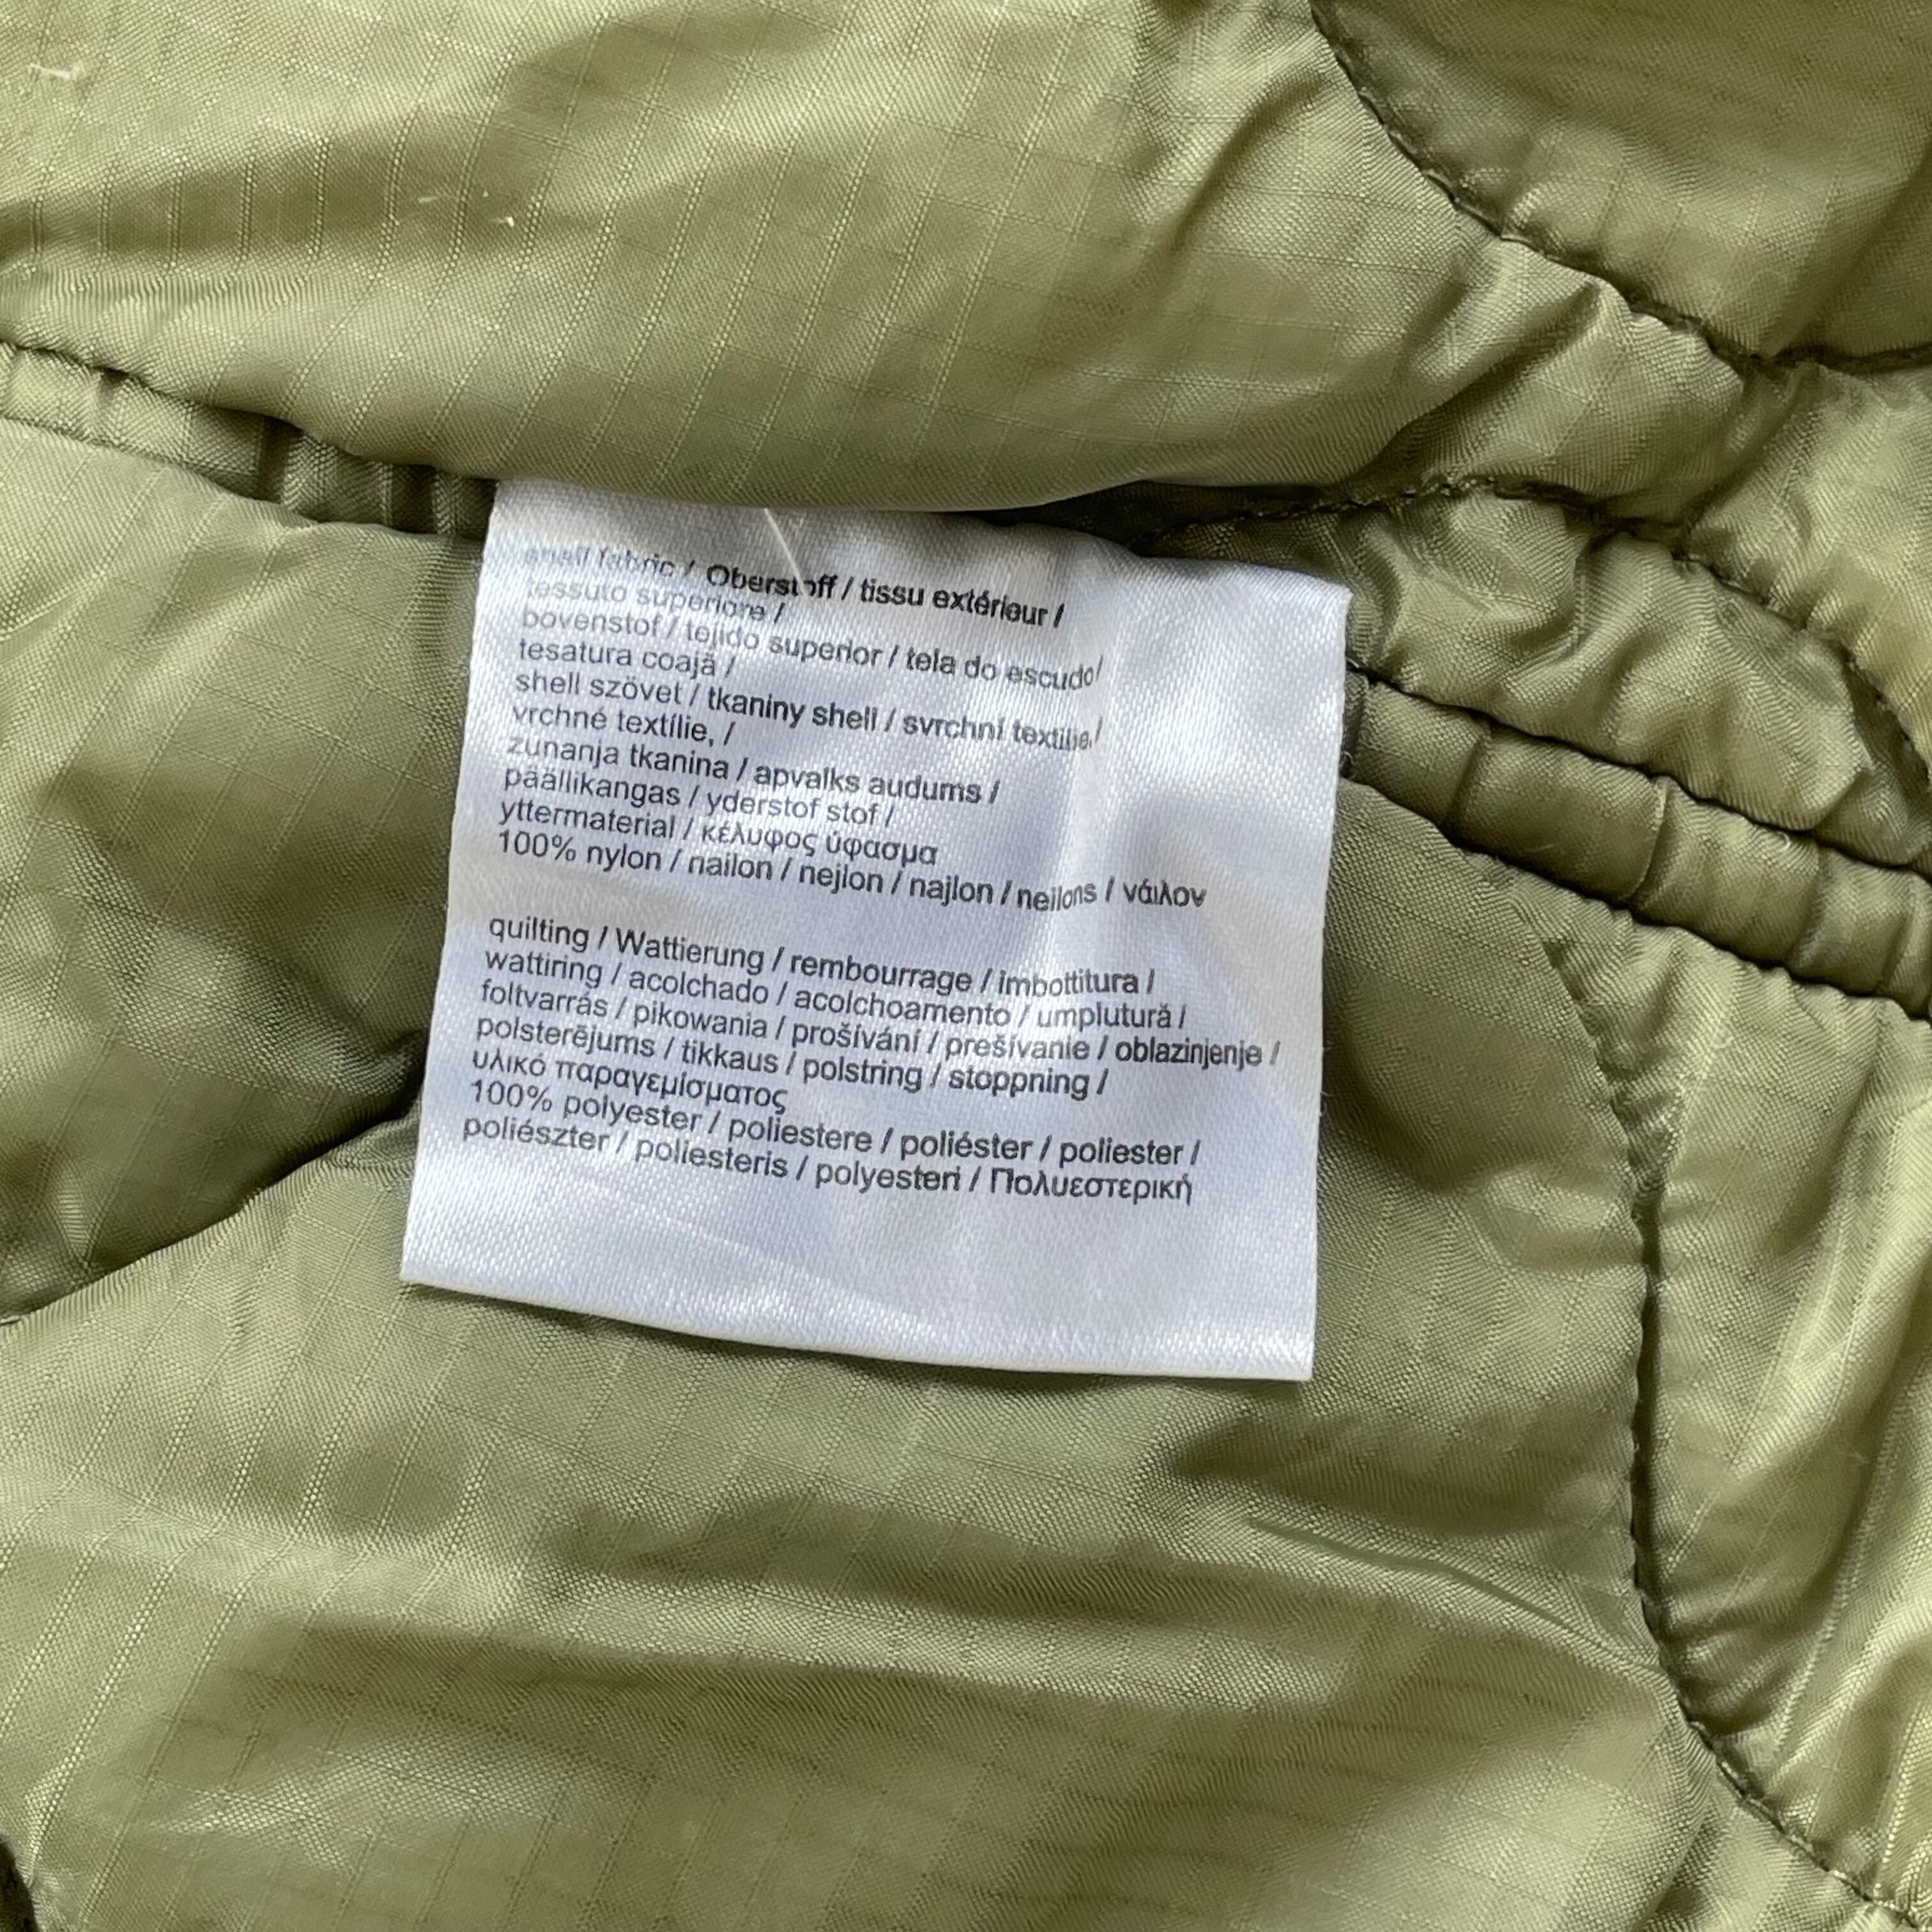 shell fabric / Oberstoff / tissu extérieur /
tessuto superiore /
bovenstof / tejido superior / tela do escudo/
tesatura coajă /
shell szövet / tkaniny shell / svrchní textilie,/
vrchné textílie, /
zunanja tkanina / apvalks audums /
päällikangas / yderstof stof /
yttermaterial / κέλυφος ύφασμα
100% nylon / nailon / nejlon / najlon / neilons / νάιλον
quilting / Wattierung / rembourrage / imbottitura /
wattiring / acolchado / acolchoamento / umplutură /
foltvarrás / pikowania / prošívání / prešívanie / oblazinjenje /
polsterējums / tikkaus / polstring / stoppning /
υλικό παραγεμίσματος
100% polyester / poliestere / poliéster / poliester /
poliészter / poliesteris / polyesteri / Πολυεστερική